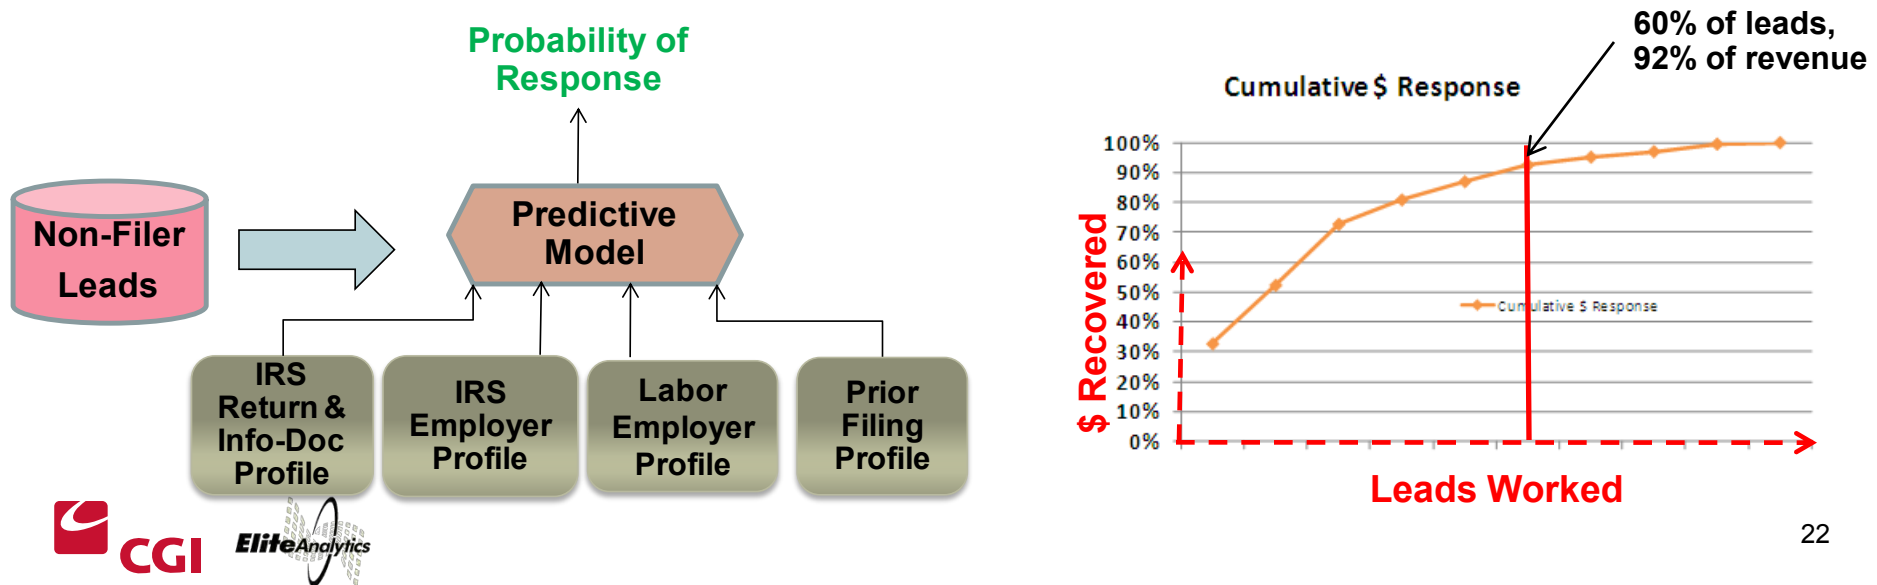 Probability of
Response
Non-Filer
Leads
Predictive
Model
IRS
Return &
Info-Doc
Profile
IRS
Employer
Profile
Labor
Employer
Profile
Prior
Filing
Profile
CGI
EliteAnalytics
60% of leads,
92% of revenue
Cumulative $ Response
100%
90%
80%
70%
60%
50%
40%
30%
20%
10%
0%
$ Recovered
Cumulative $ Response
Leads Worked
22